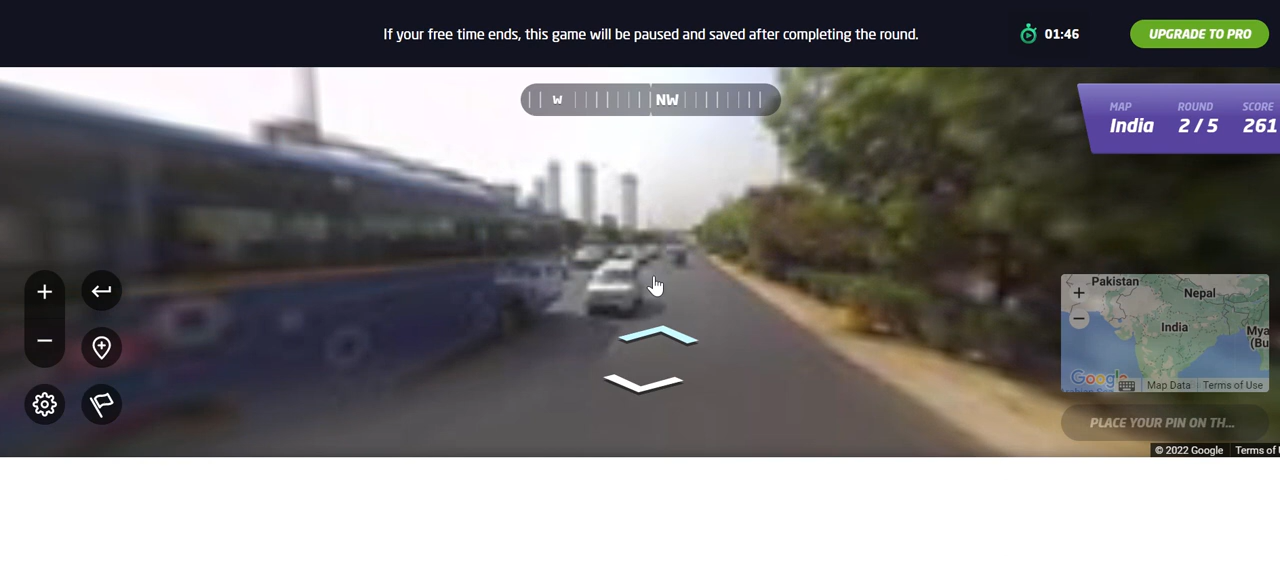 If your free time ends, this game will be paused and saved after completing the round.
01:46
UPGRADE TO PRO
W
NW
MAP
India
ROUND
2 / 5
SCORE
261
Pakistan
Nepal
India
Mya
(Bu
Google
Map Data
Terms of Use
PLACE YOUR PIN ON TH...
© 2022 Google
Terms of